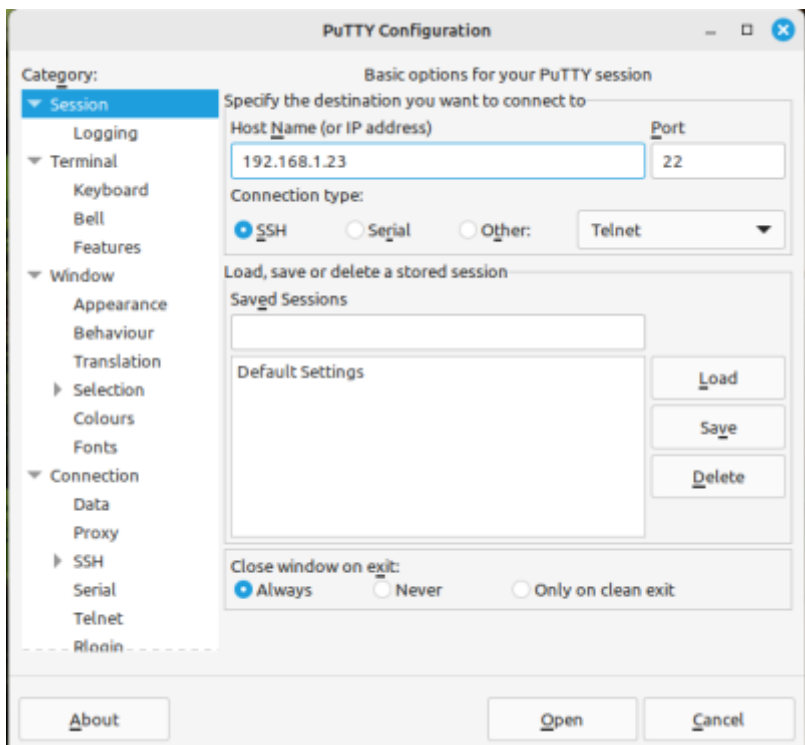 PuTTY Configuration
Category:
Session
Logging
Terminal
Keyboard
Bell
Features
Window
Appearance
Behaviour
Translation
Selection
Colours
Fonts
Connection
Data
Proxy
SSH
Serial
Telnet
Rlogin
Basic options for your PuTTY session
Specify the destination you want to connect to
Host Name (or IP address) Port
192.168.1.23 22
Connection type:
SSH Serial Other: Telnet
Load, save or delete a stored session
Saved Sessions
Default Settings
Load
Save
Delete
Close window on exit:
Always Never Only on clean exit
About Open Cancel